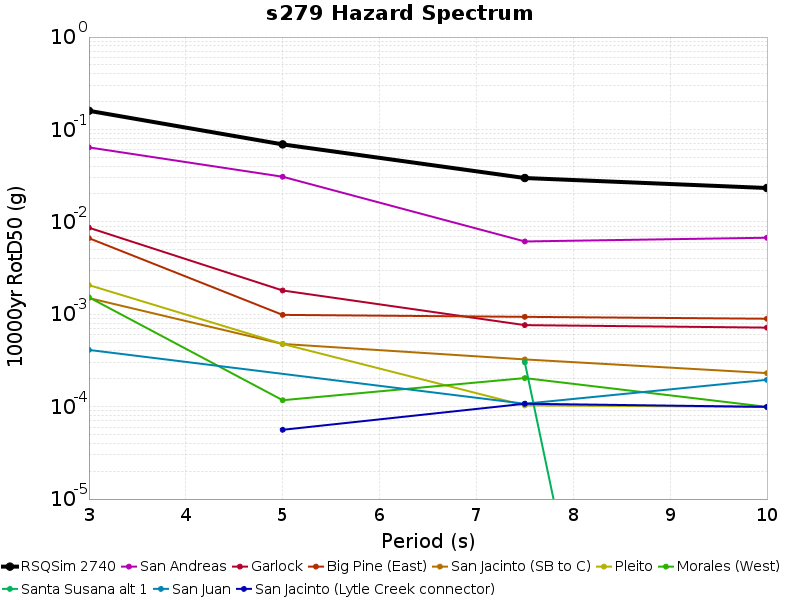 s279 Hazard Spectrum
10^0
10^-1
10^-2
10^-3
10^-4
10^-5
10000yr RotD50 (g)
3 4 5 6 7 8 9 10
Period (s)
RSQSim 2740 San Andreas Garlock Big Pine (East) San Jacinto (SB to C) Pleito Morales (West)
Santa Susana alt 1 San Juan San Jacinto (Lytle Creek connector)